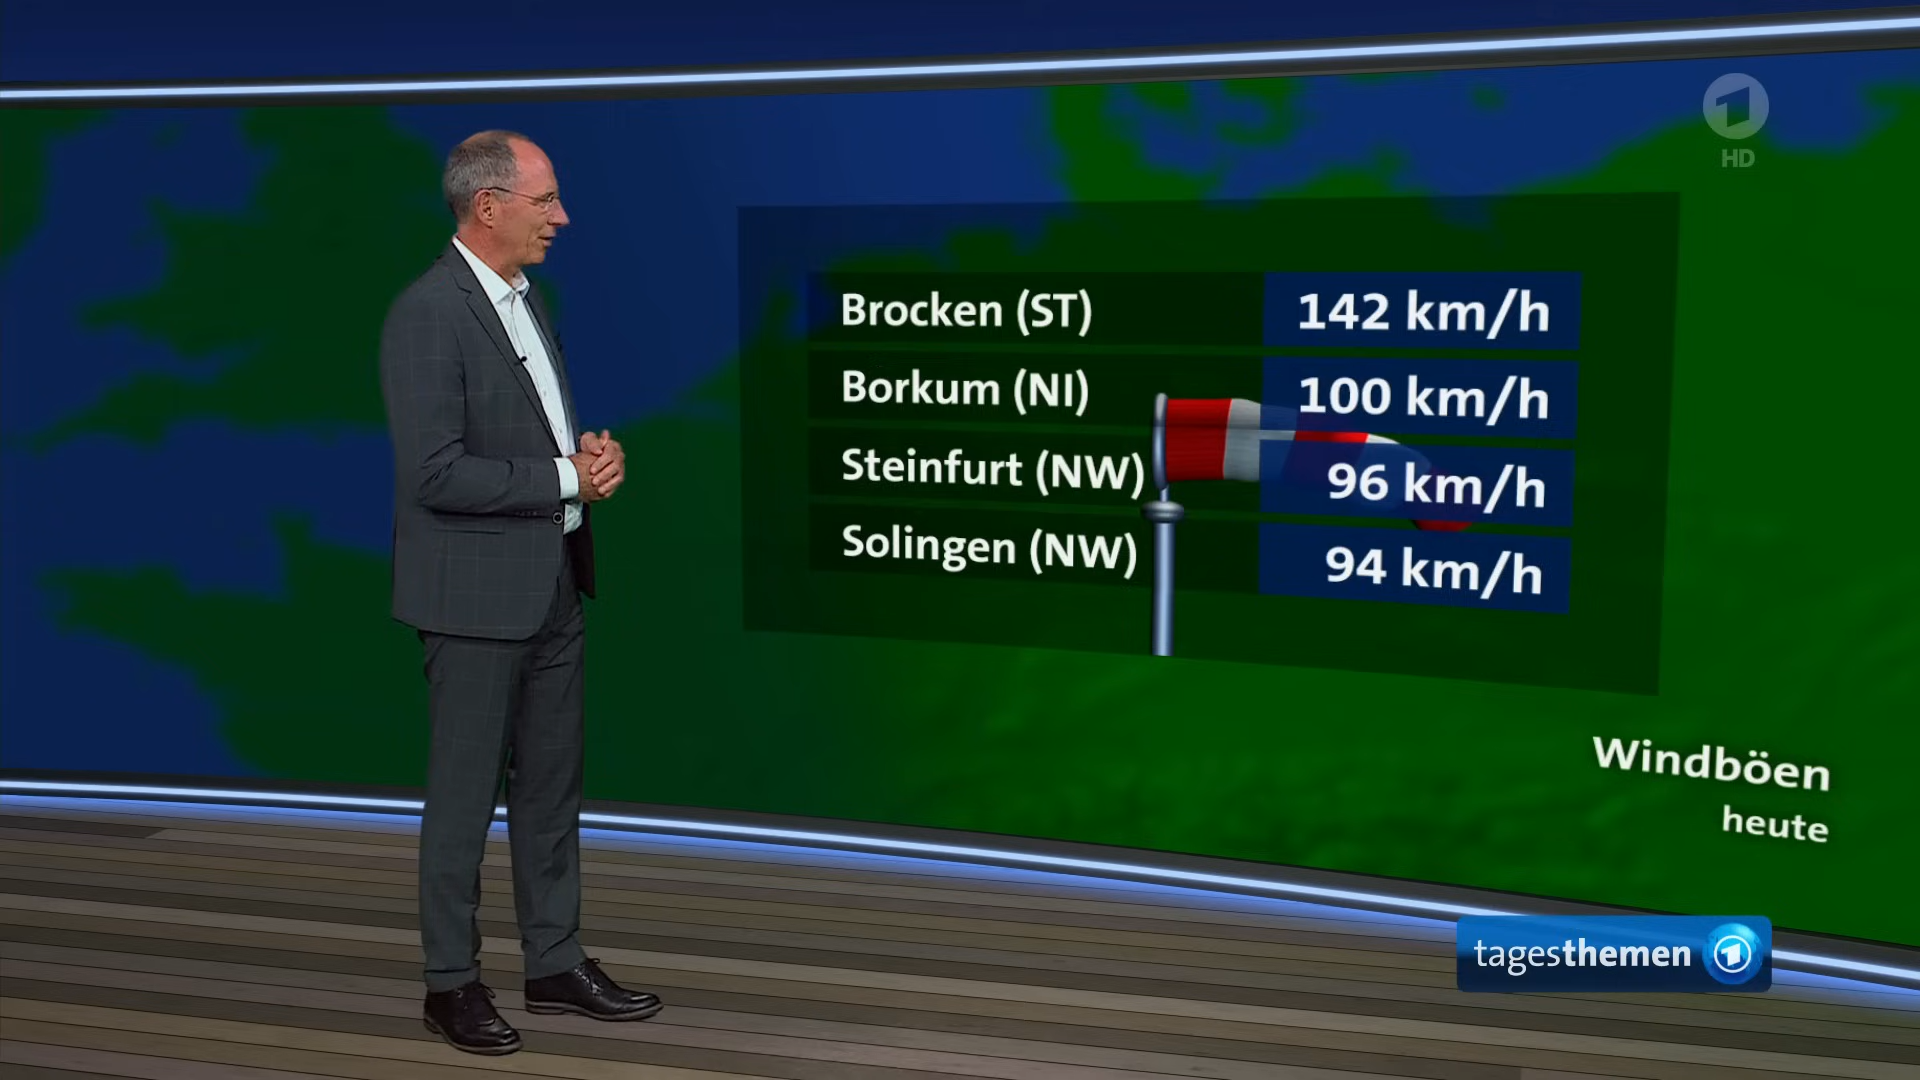 HD
Brocken (ST) 142 km/h
Borkum (NI) 100 km/h
Steinfurt (NW) 96 km/h
Solingen (NW) 94 km/h
Windböen
heute
tagesthemen